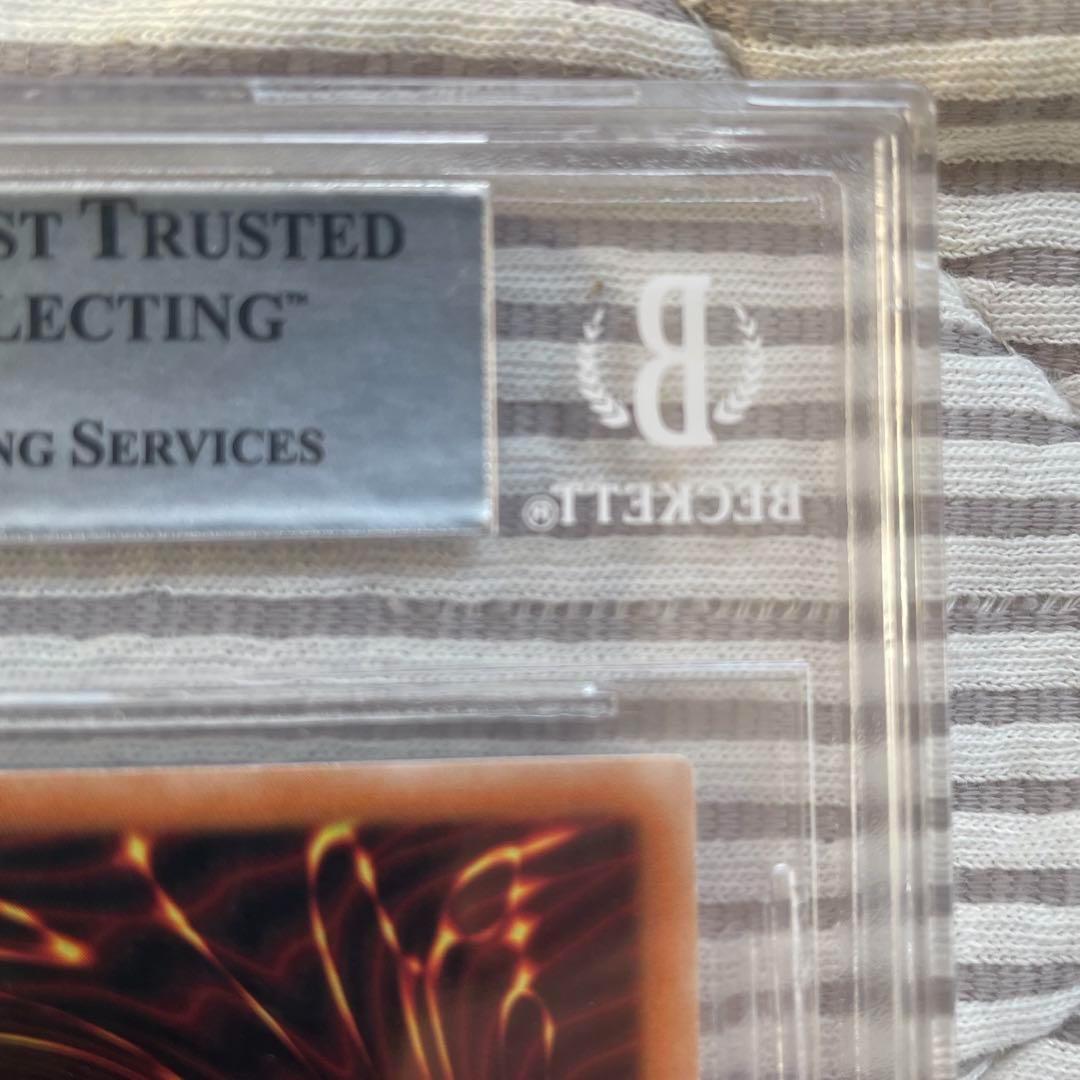 ST TRUSTED
LECTING™
NG SERVICES
B
BECKETT®